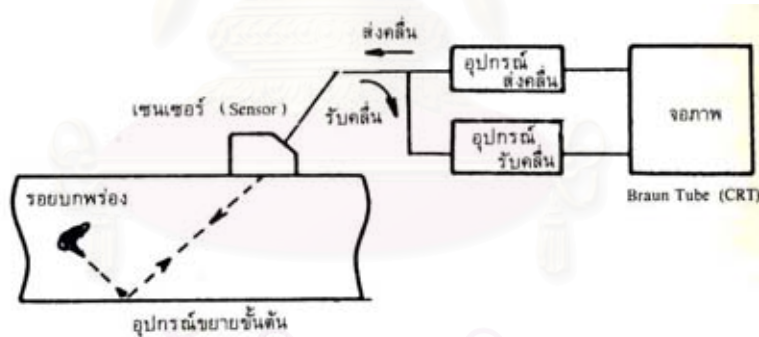 ส่งคลื่น
อุปกรณ์
ส่งคลื่น
เซนเซอร์ (Sensor)
รับคลื่น
จอภาพ
อุปกรณ์
รับคลื่น
รอยบกพร่อง
Braun Tube (CRT)
อุปกรณ์ขยายขั้นต้น